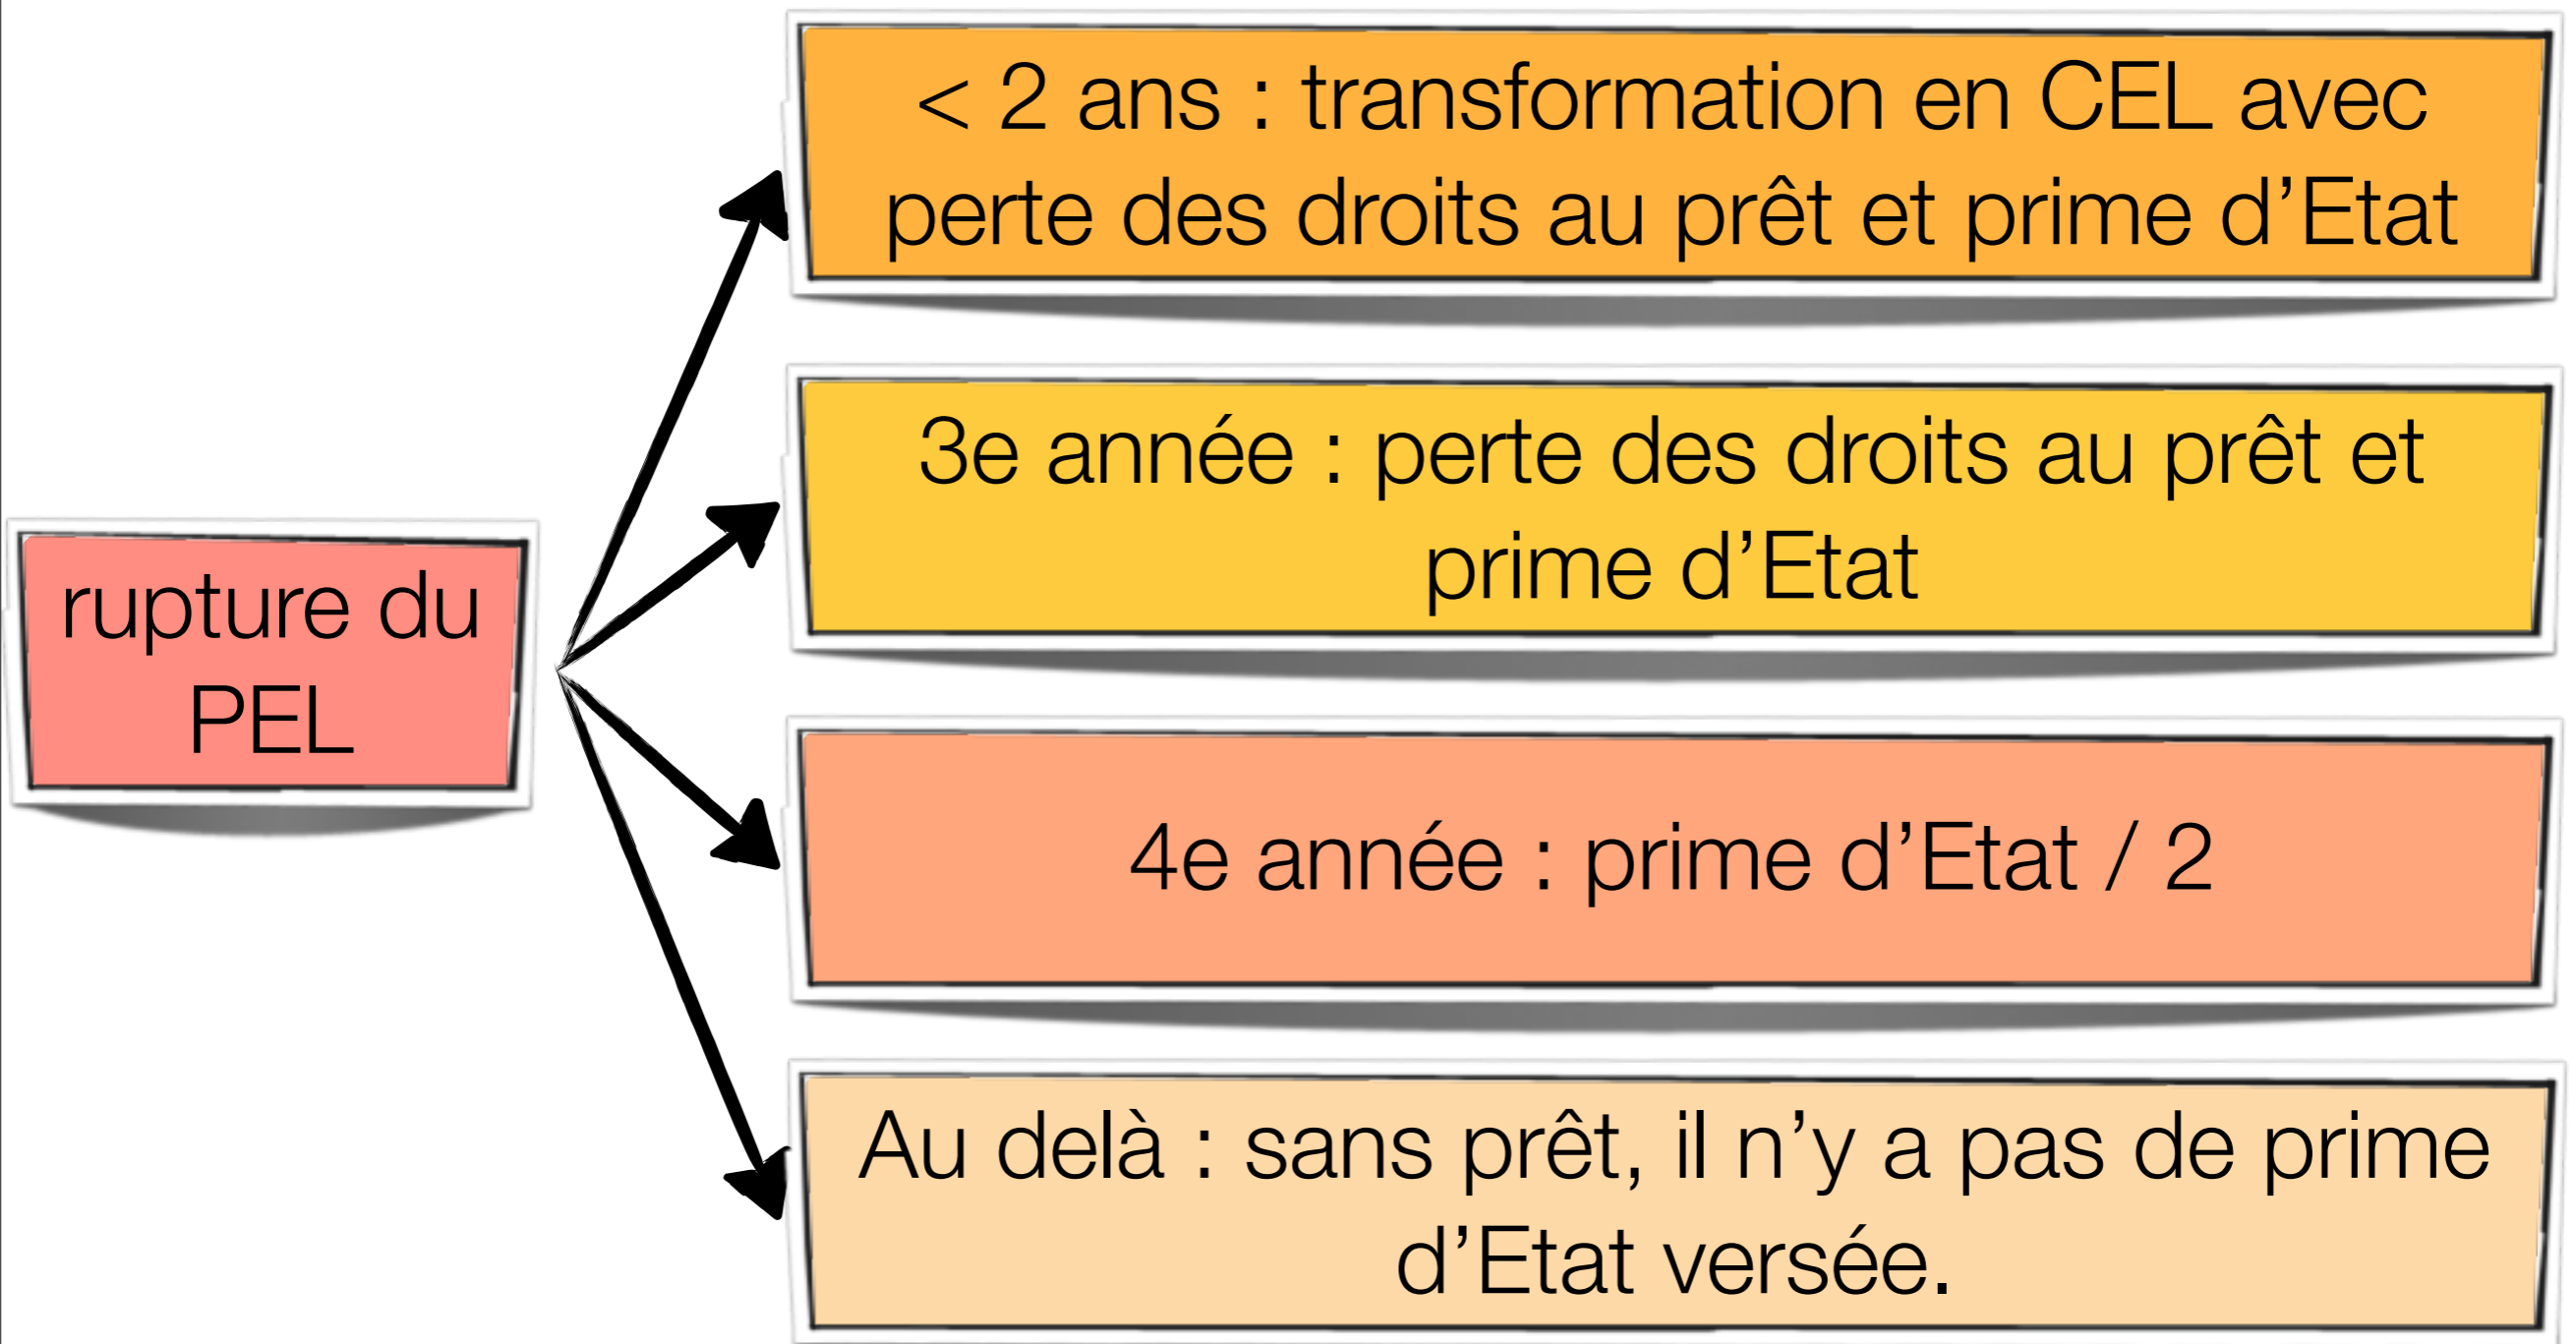 rupture du
PEL
< 2 ans : transformation en CEL avec
perte des droits au prêt et prime d’Etat
3e année : perte des droits au prêt et
prime d’Etat
4e année : prime d’Etat / 2
Au delà : sans prêt, il n’y a pas de prime
d’Etat versée.